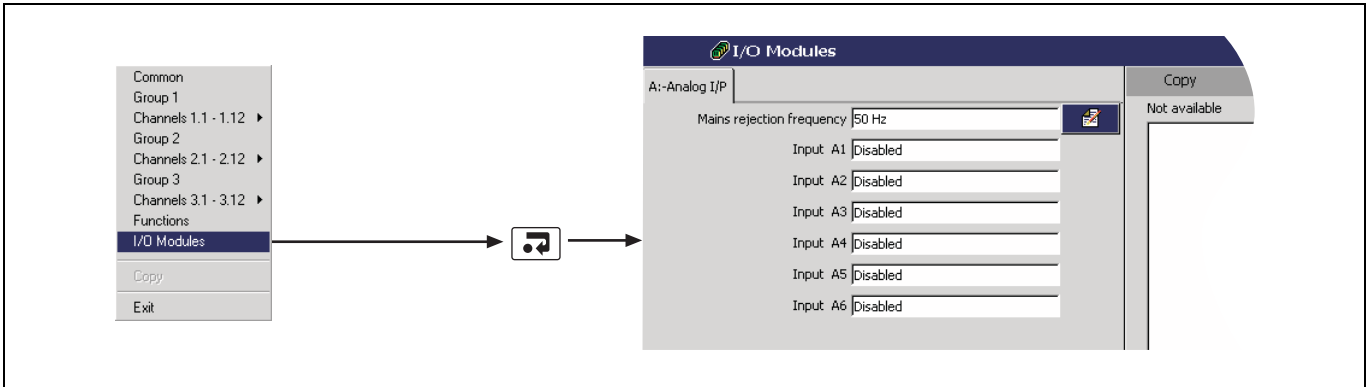 Common
Group 1
Channels 1.1 - 1.12
Group 2
Channels 2.1 - 2.12
Group 3
Channels 3.1 - 3.12
Functions
I/O Modules
Copy
Exit
I/O Modules
A:-Analog I/P
Mains rejection frequency 50 Hz
Input A1 Disabled
Input A2 Disabled
Input A3 Disabled
Input A4 Disabled
Input A5 Disabled
Input A6 Disabled
Copy
Not available